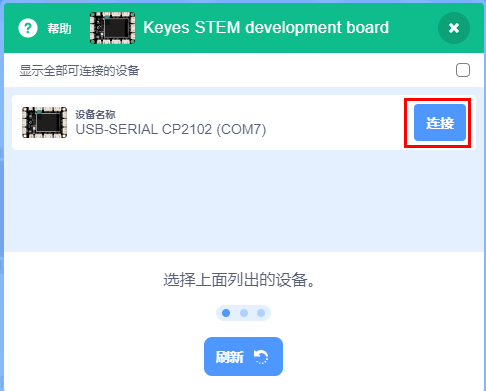 帮助 Keyes STEM development board
显示全部可连接的设备
设备名称
USB-SERIAL CP2102 (COM7)
连接
选择上面列出的设备。
刷新